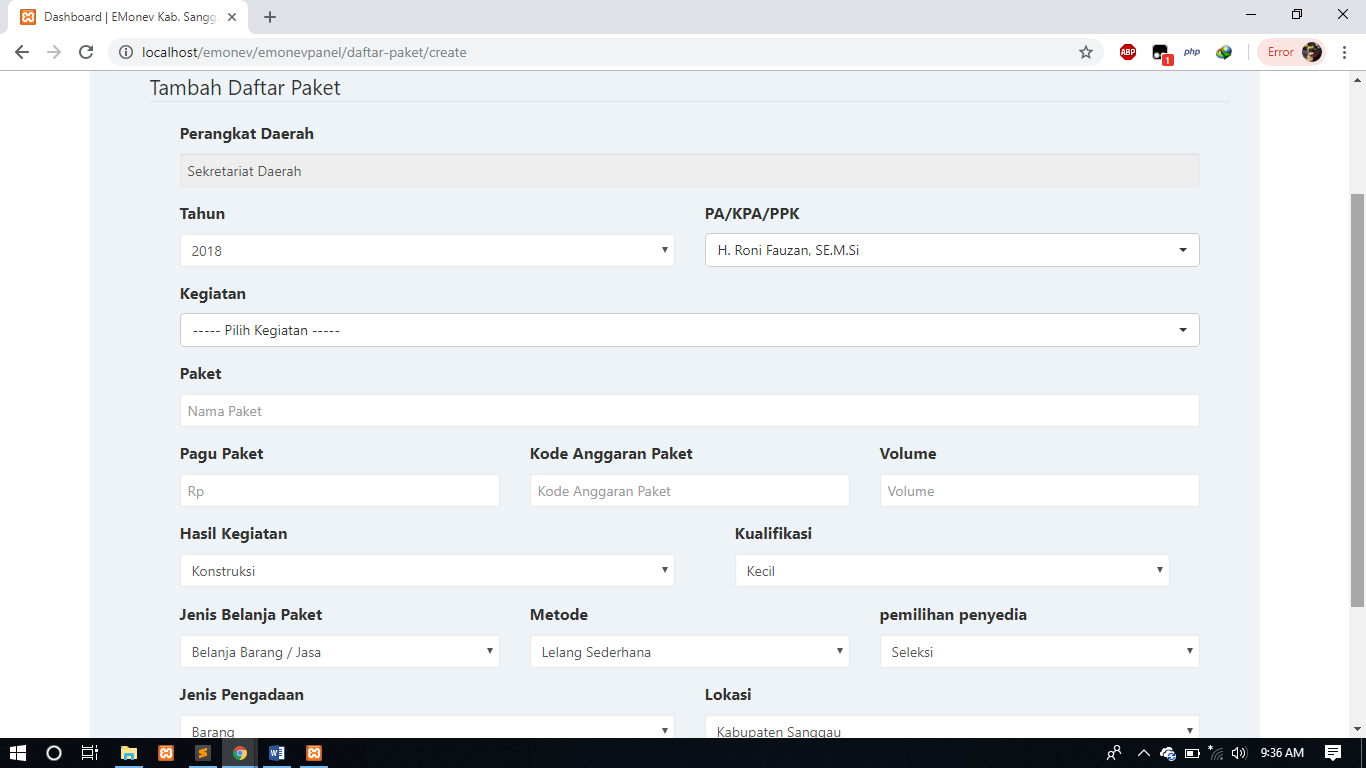 Dashboard | EMonev Kab. Sangg
localhost/emonev/emonevpanel/daftar-paket/create
ABP
1
php
Error
Tambah Daftar Paket
Perangkat Daerah
Sekretariat Daerah
Tahun
PA/KPA/PPK
2018
H. Roni Fauzan, SE.M.Si
Kegiatan
----- Pilih Kegiatan -----
Paket
Nama Paket
Pagu Paket
Kode Anggaran Paket
Volume
Rp
Kode Anggaran Paket
Volume
Hasil Kegiatan
Kualifikasi
Konstruksi
Kecil
Jenis Belanja Paket
Metode
pemilihan penyedia
Belanja Barang / Jasa
Lelang Sederhana
Seleksi
Jenis Pengadaan
Lokasi
Barang
Kabupaten Sanggau
9:36 AM